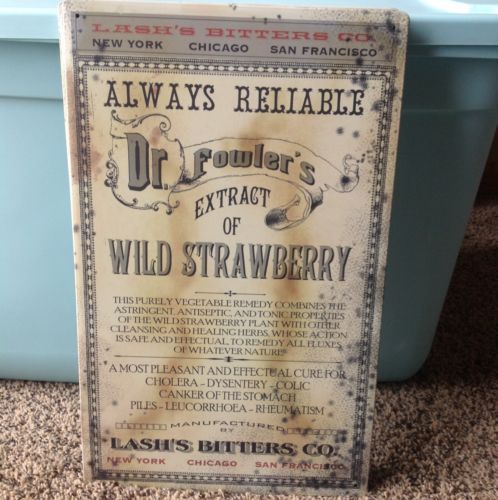 LASH'S BITTERS CO.
NEW YORK CHICAGO SAN FRANCISCO
ALWAYS RELIABLE
Dr. Fowler's
EXTRACT
OF
WILD STRAWBERRY
THIS PURELY VEGETABLE REMEDY COMBINES THE
ASTRINGENT, ANTISEPTIC, AND TONIC PROPERTIES
OF THE WILD STRAWBERRY PLANT WITH OTHER
CLEANSING AND HEALING HERBS, WHOSE ACTION
IS SAFE AND EFFECTUAL, TO REMEDY ALL FLUXES
OF WHATEVER NATURE
A MOST PLEASANT AND EFFECTUAL CURE FOR
CHOLERA - DYSENTERY - COLIC
CANKER OF THE STOMACH
PILES - LEUCORRHOEA - RHEUMATISM
MANUFACTURED
BY
LASH'S BITTERS CO.
NEW YORK CHICAGO SAN FRANCISCO